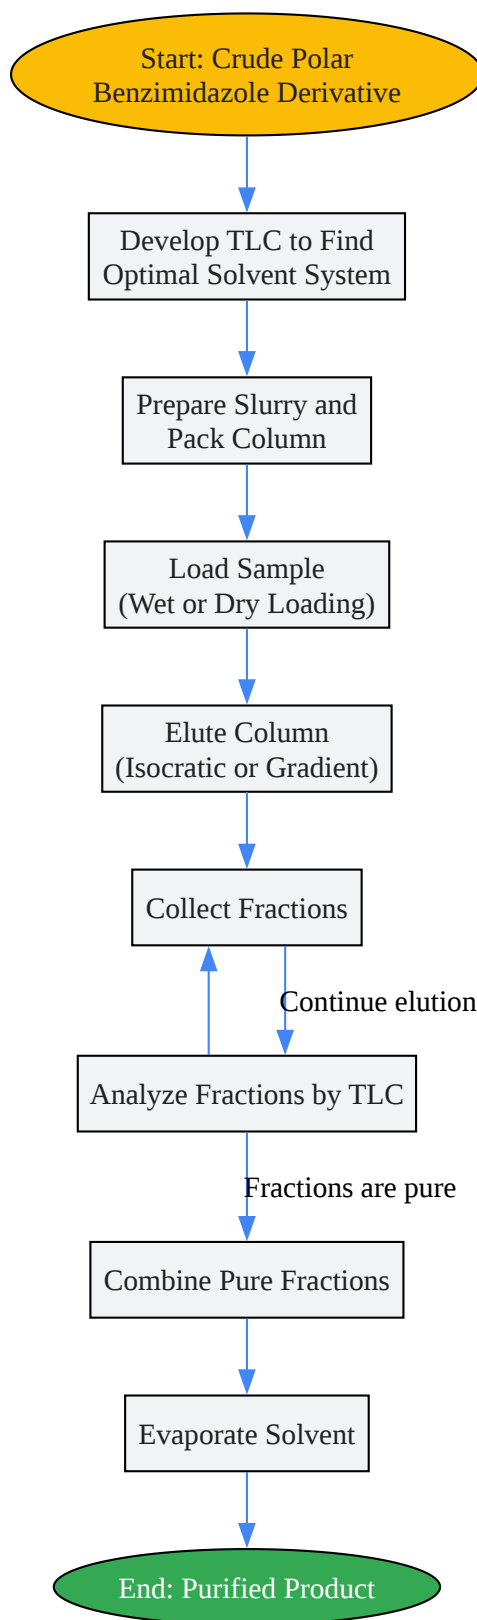 Start: Crude Polar
Benzimidazole Derivative
Develop TLC to Find
Optimal Solvent System
Prepare Slurry and
Pack Column
Load Sample
(Wet or Dry Loading)
Elute Column
(Isocratic or Gradient)
Collect Fractions
Continue elution
Analyze Fractions by TLC
Fractions are pure
Combine Pure Fractions
Evaporate Solvent
End: Purified Product